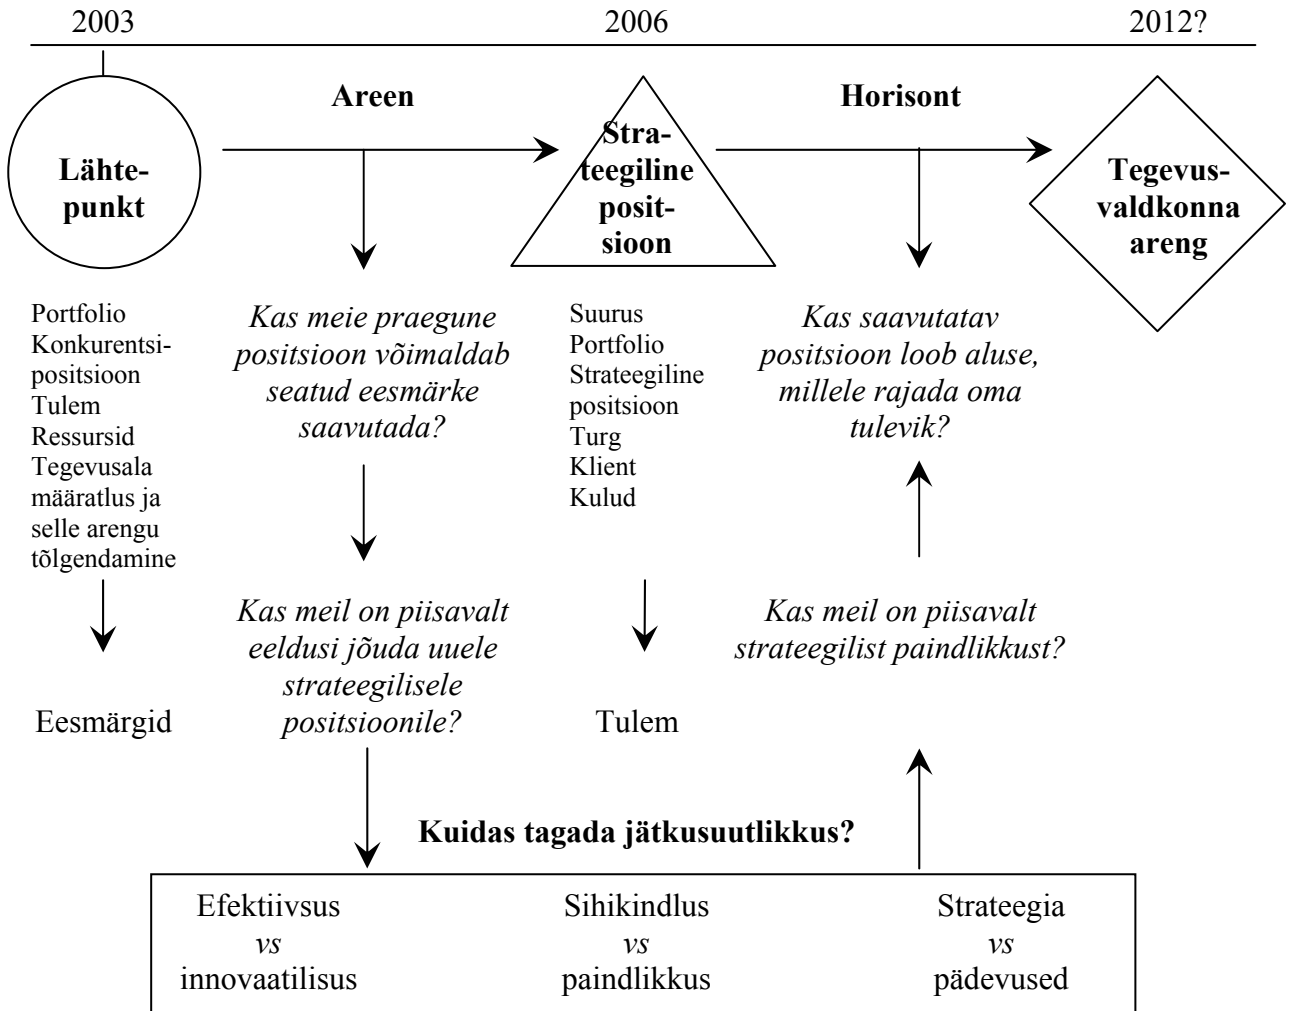 2003
2006
2012?
Areen
Horisont
Lähte-
punkt
Stra-
teegiline
posit-
sioon
Tegevus-
valdkonna
areng
Portfolio
Konkurentsi-
positsioon
Tulem
Ressursid
Tegevusala
määratlus ja
selle arengu
tõlgendamine
Kas meie praegune
positsioon võimaldab
seatud eesmärke
saavutada?
Suurus
Portfolio
Strateegiline
positsioon
Turg
Klient
Kulud
Kas saavutatav
positsioon loob aluse,
millele rajada oma
tulevik?
Eesmärgid
Kas meil on piisavalt
eeldusi jõuda uuele
strateegilisele
positsioonile?
Tulem
Kas meil on piisavalt
strateegilist paindlikkust?
Kuidas tagada jätkusuutlikkus?
Efektiivsus
vs
innovaatilisus
Sihikindlus
vs
paindlikkus
Strateegia
vs
pädevused